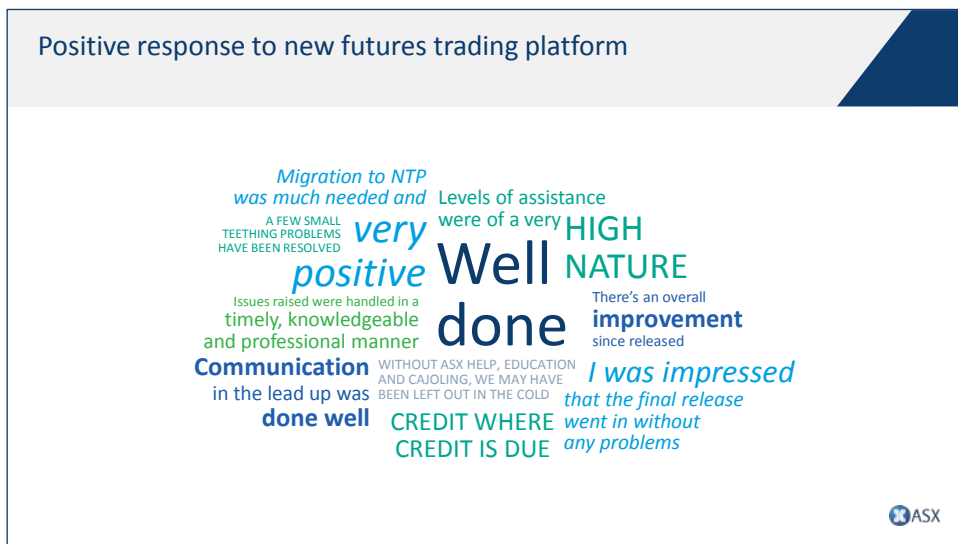 Positive response to new futures trading platform
Migration to NTP
was much needed and
very
positive
Levels of assistance
were of a very
HIGH
NATURE
A FEW SMALL
TEETHING PROBLEMS
HAVE BEEN RESOLVED
Well
done
Issues raised were handled in a
timely, knowledgeable
and professional manner
There's an overall
improvement
since released
Communication
in the lead up was
done well
WITHOUT ASX HELP, EDUCATION
AND CAJOLING, WE MAY HAVE
BEEN LEFT OUT IN THE COLD
I was impressed
that the final release
went in without
any problems
CREDIT WHERE
CREDIT IS DUE
ASX